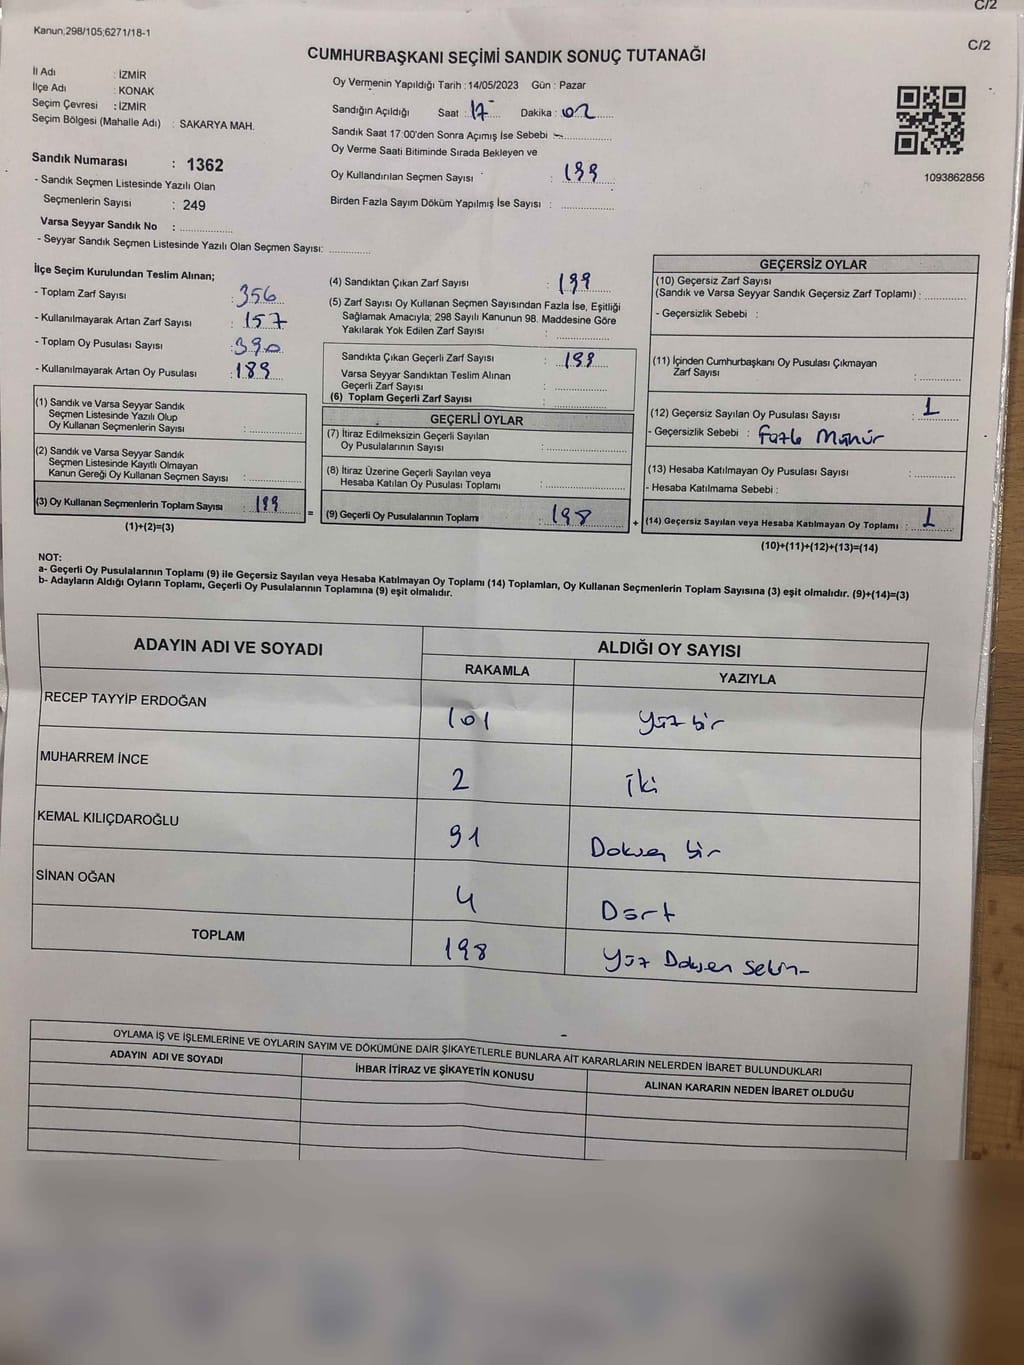 C/2
Kanun;298/105;6271/18-1
C/2
CUMHURBAŞKANI SEÇİMİ SANDIK SONUÇ TUTANAĞI
İl Adı : İZMİR
İlçe Adı : KONAK
Seçim Çevresi : İZMİR
Seçim Bölgesi (Mahalle Adı) : SAKARYA MAH.
Oy Vermenin Yapıldığı Tarih : 14/05/2023 Gün : Pazar
Sandığın Açıldığı Saat : 17 Dakika : 02
Sandık Saat 17:00'den Sonra Açımış İse Sebebi
Oy Verme Saati Bitiminde Sırada Bekleyen ve
Oy Kullandırılan Seçmen Sayısı : 199
Birden Fazla Sayım Döküm Yapılmış İse Sayısı :
1093862856
Sandık Numarası : 1362
- Sandık Seçmen Listesinde Yazılı Olan
Seçmenlerin Sayısı : 249
Varsa Seyyar Sandık No :
- Seyyar Sandık Seçmen Listesinde Yazılı Olan Seçmen Sayısı:
İlçe Seçim Kurulundan Teslim Alınan;
- Toplam Zarf Sayısı : 356
- Kullanılmayarak Artan Zarf Sayısı : 157
- Toplam Oy Pusulası Sayısı : 390
- Kullanılmayarak Artan Oy Pusulası : 189
(1) Sandık ve Varsa Seyyar Sandık
Seçmen Listesinde Yazılı Olup
Oy Kullanan Seçmenlerin Sayısı :
(2) Sandık ve Varsa Seyyar Sandık
Seçmen Listesinde Kayıtlı Olmayan
Kanun Gereği Oy Kullanan Seçmen Sayısı :
(3) Oy Kullanan Seçmenlerin Toplam Sayısı : 199
(1)+(2)=(3)
=
(4) Sandıktan Çıkan Zarf Sayısı : 199
(5) Zarf Sayısı Oy Kullanan Seçmen Sayısından Fazla İse, Eşitliği
Sağlamak Amacıyla; 298 Sayılı Kanunun 98. Maddesine Göre
Yakılarak Yok Edilen Zarf Sayısı :
Sandıkta Çıkan Geçerli Zarf Sayısı : 199
Varsa Seyyar Sandıktan Teslim Alınan
Geçerli Zarf Sayısı :
(6) Toplam Geçerli Zarf Sayısı :
GEÇERLİ OYLAR
(7) İtiraz Edilmeksizin Geçerli Sayılan
Oy Pusulalarının Sayısı :
(8) İtiraz Üzerine Geçerli Sayılan veya
Hesaba Katılan Oy Pusulası Toplamı :
(9) Geçerli Oy Pusulalarının Toplamı : 198
+
GEÇERSİZ OYLAR
(10) Geçersiz Zarf Sayısı
(Sandık ve Varsa Seyyar Sandık Geçersiz Zarf Toplamı) :
- Geçersizlik Sebebi :
(11) İçinden Cumhurbaşkanı Oy Pusulası Çıkmayan
Zarf Sayısı :
(12) Geçersiz Sayılan Oy Pusulası Sayısı : 1
- Geçersizlik Sebebi : Fazla Mühür
(13) Hesaba Katılmayan Oy Pusulası Sayısı :
- Hesaba Katılmama Sebebi :
(14) Geçersiz Sayılan veya Hesaba Katılmayan Oy Toplamı : 1
(10)+(11)+(12)+(13)=(14)
NOT:
a- Geçerli Oy Pusulalarının Toplamı (9) ile Geçersiz Sayılan veya Hesaba Katılmayan Oy Toplamı (14) Toplamları, Oy Kullanan Seçmenlerin Toplam Sayısına (3) eşit olmalıdır. (9)+(14)=(3)
b- Adayların Aldığı Oyların Toplamı, Geçerli Oy Pusulalarının Toplamına (9) eşit olmalıdır.
ADAYIN ADI VE SOYADI ALDIĞI OY SAYISI
RAKAMLA YAZIYLA
RECEP TAYYİP ERDOĞAN 101 Yüz bir
MUHARREM İNCE 2 İki
KEMAL KILIÇDAROĞLU 91 Doksan bir
SİNAN OĞAN 4 Dört
TOPLAM 198 Yüz Doksen Sekiz
OYLAMA İŞ VE İŞLEMLERİNE VE OYLARIN SAYIM VE DÖKÜMÜNE DAİR ŞİKAYETLERLE BUNLARA AİT KARARLARIN NELERDEN İBARET BULUNDUKLARI
ADAYIN ADI VE SOYADI İHBAR İTİRAZ VE ŞİKAYETİN KONUSU ALINAN KARARIN NEDEN İBARET OLDUĞU